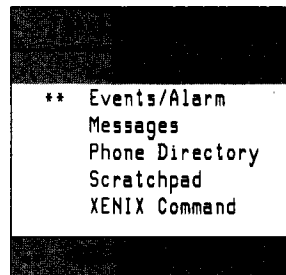 ** Events/Alarm
Messages
Phone Directory
Scratchpad
XENIX Command